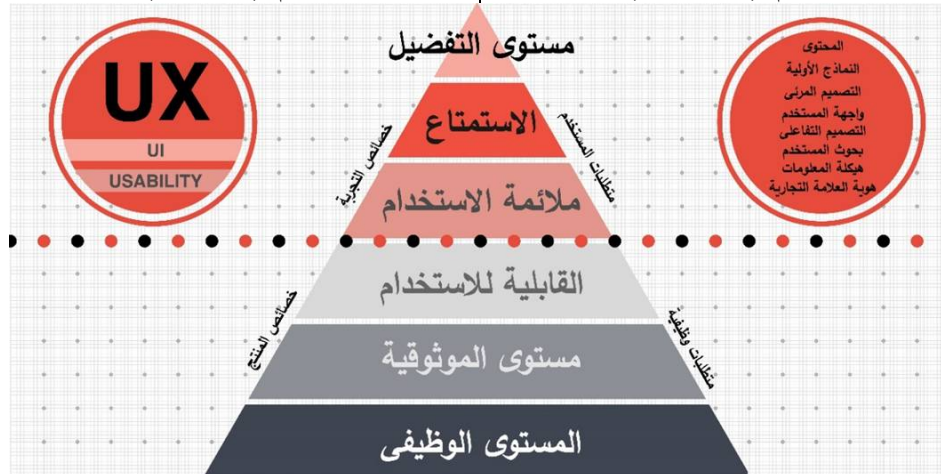 مستوى التفضيل
الاستمتاع
ملائمة الاستخدام
القابلية للاستخدام
مستوى الموثوقية
المستوى الوظيفى
خصائص التجربة
متطلبات المستخدم
خصائص المنتج
متطلبات وظيفية
UX
UI
USABILITY
المحتوى
النماذج الأولية
التصميم المرئى
واجهة المستخدم
التصميم التفاعلى
بحوث المستخدم
هيكلة المعلومات
هوية العلامة التجارية